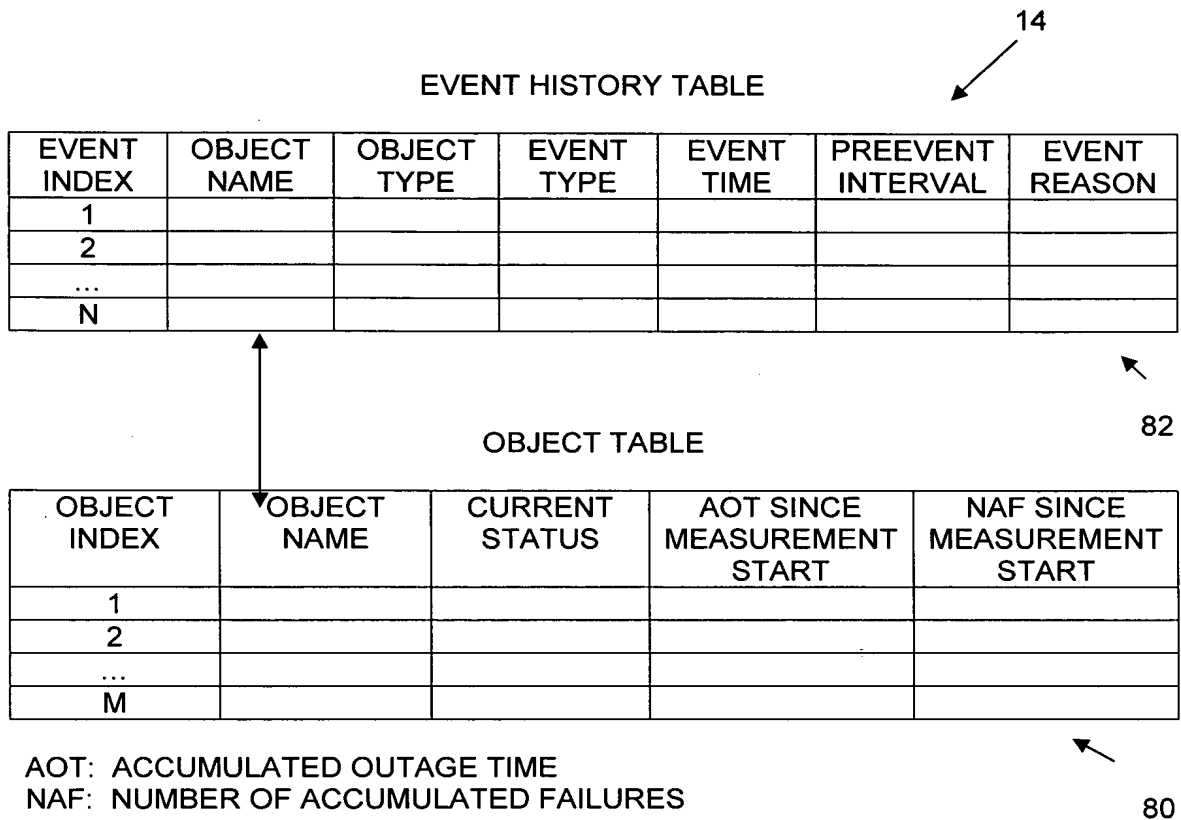 14
EVENT HISTORY TABLE
EVENT INDEX OBJECT NAME OBJECT TYPE EVENT TYPE EVENT TIME PREEVENT INTERVAL EVENT REASON
1
2
...
N
82
OBJECT TABLE
OBJECT INDEX OBJECT NAME CURRENT STATUS AOT SINCE MEASUREMENT START NAF SINCE MEASUREMENT START
1
2
...
M
AOT: ACCUMULATED OUTAGE TIME
NAF: NUMBER OF ACCUMULATED FAILURES
80